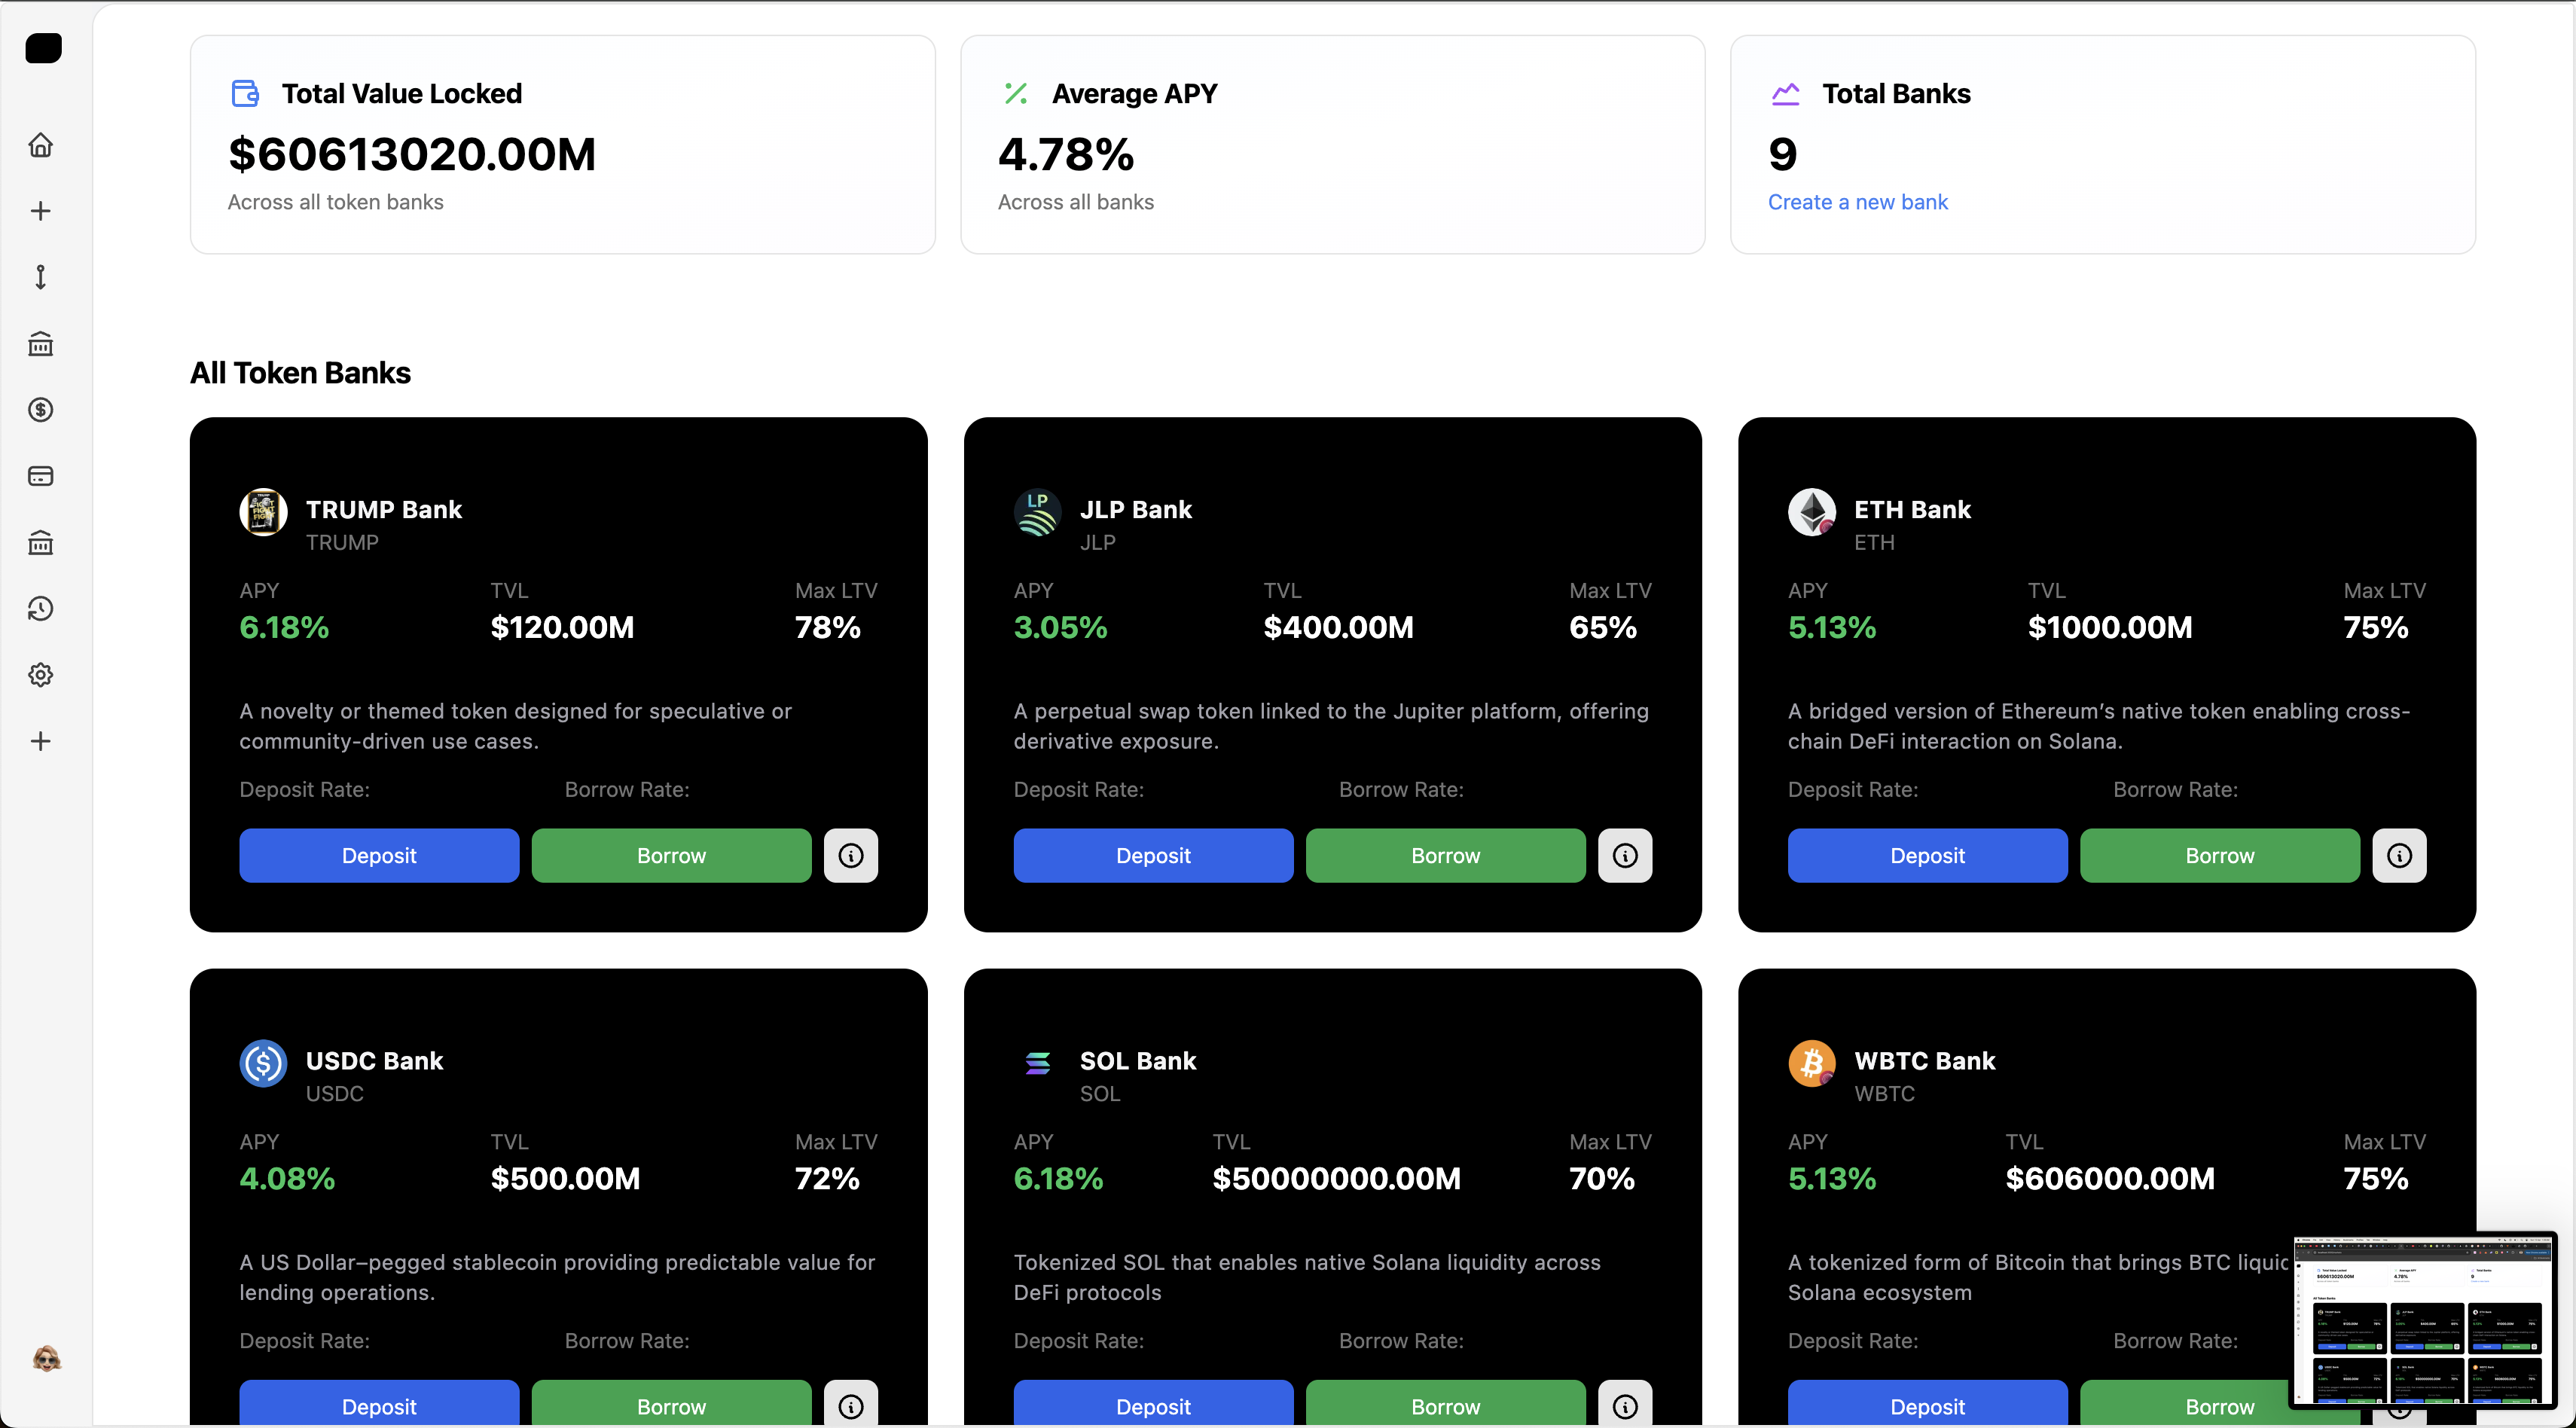 Total Value Locked
$60613020.00M
Across all token banks
Average APY
4.78%
Across all banks
Total Banks
9
Create a new bank
All Token Banks
TRUMP Bank
TRUMP
APY TVL Max LTV
6.18% $120.00M 78%
A novelty or themed token designed for speculative or
community-driven use cases.
Deposit Rate: Borrow Rate:
Deposit Borrow
LP
JLP Bank
JLP
APY TVL Max LTV
3.05% $400.00M 65%
A perpetual swap token linked to the Jupiter platform, offering
derivative exposure.
Deposit Rate: Borrow Rate:
Deposit Borrow
ETH Bank
ETH
APY TVL Max LTV
5.13% $1000.00M 75%
A bridged version of Ethereum’s native token enabling cross-
chain DeFi interaction on Solana.
Deposit Rate: Borrow Rate:
Deposit Borrow
USDC Bank
USDC
APY TVL Max LTV
4.08% $500.00M 72%
A US Dollar–pegged stablecoin providing predictable value for
lending operations.
Deposit Rate: Borrow Rate:
Deposit Borrow
SOL Bank
SOL
APY TVL Max LTV
6.18% $50000000.00M 70%
Tokenized SOL that enables native Solana liquidity across
DeFi protocols
Deposit Rate: Borrow Rate:
Deposit Borrow
WBTC Bank
WBTC
APY TVL Max LTV
5.13% $606000.00M 75%
A tokenized form of Bitcoin that brings BTC
Solana ecosystem
Deposit Rate: Borrow Rate:
Deposit Borrow